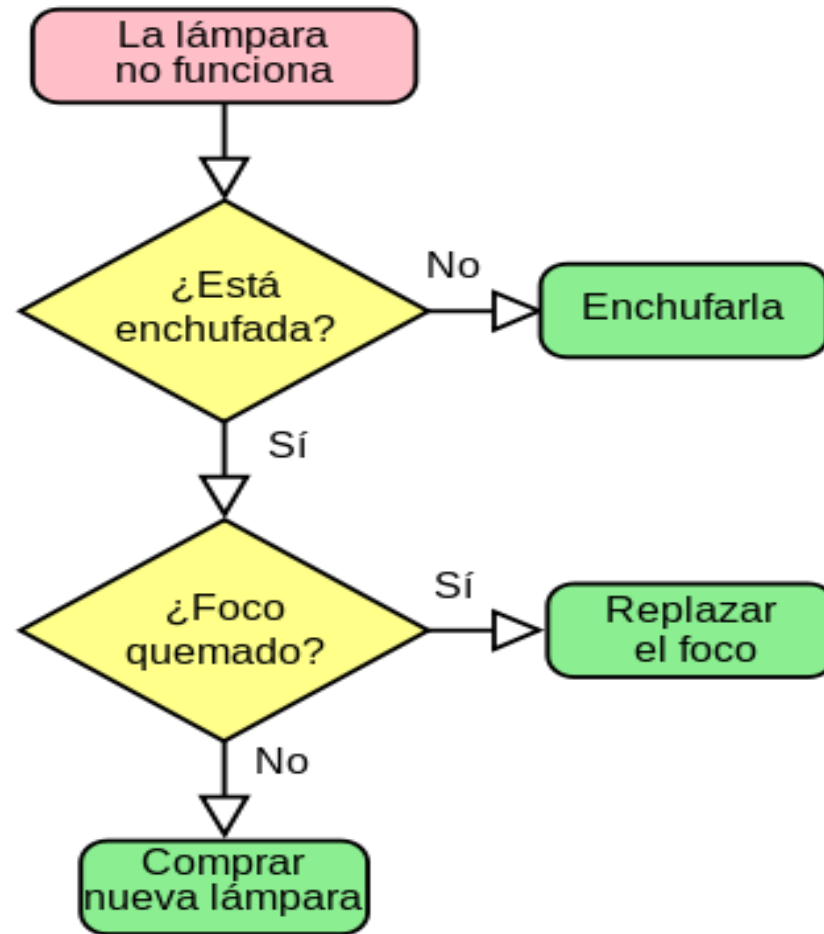 La lámpara
no funciona
¿Está
enchufada?
No
Enchufarla
Sí
¿Foco
quemado?
Sí
Replazar
el foco
No
Comprar
nueva lámpara